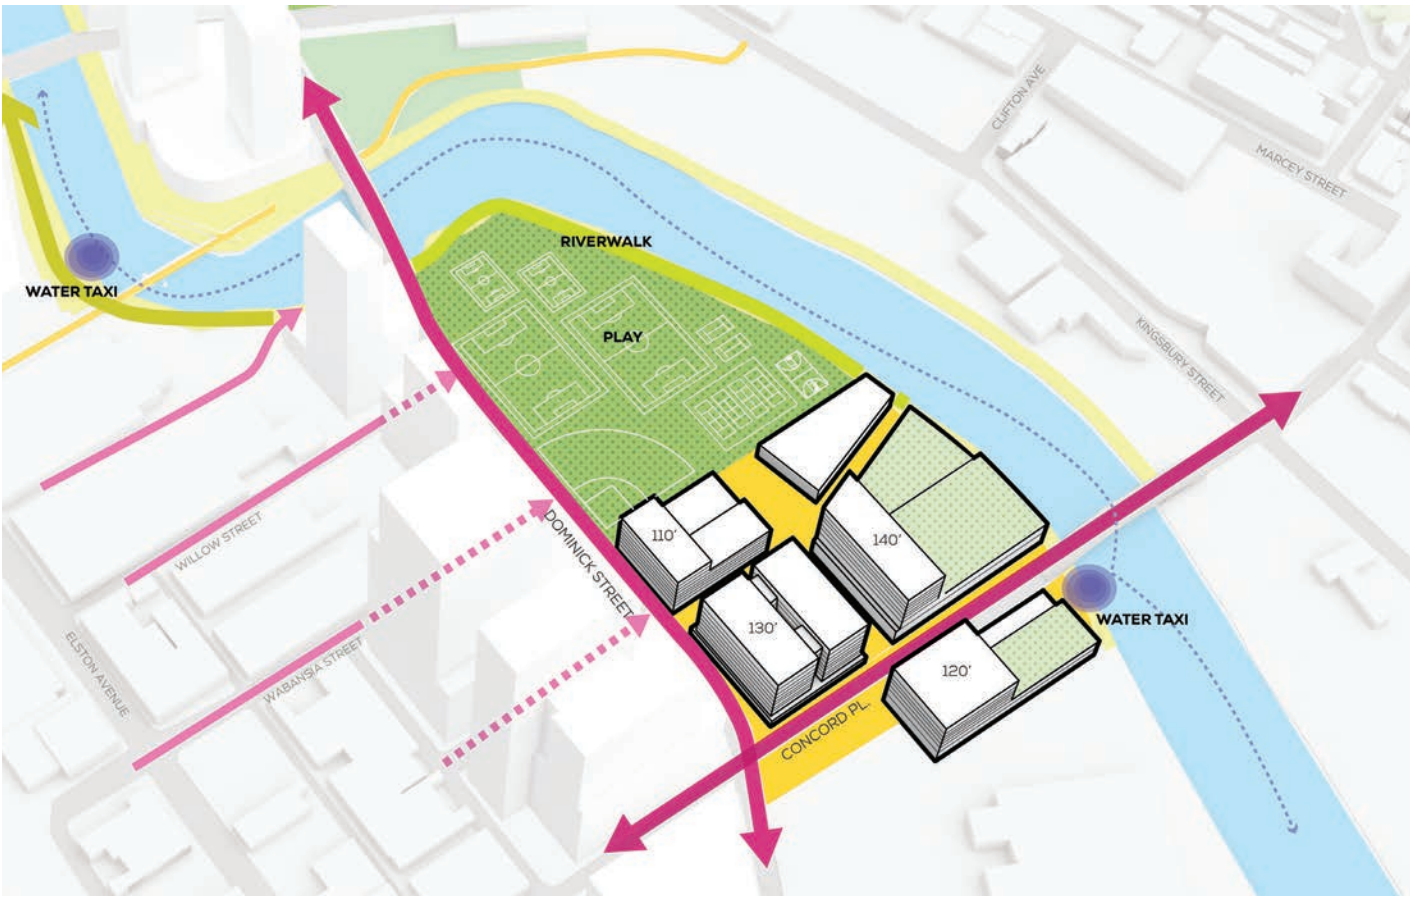 CLIFTON AVE
MARCEY STREET
RIVERWALK
WATER TAXI
PLAY
KINGSBURY STREET
WILLOW STREET
DOMINICK STREET
110'
140'
130'
WATER TAXI
ELSTON AVENUE
WABANSIA STREET
120'
CONCORD PL.